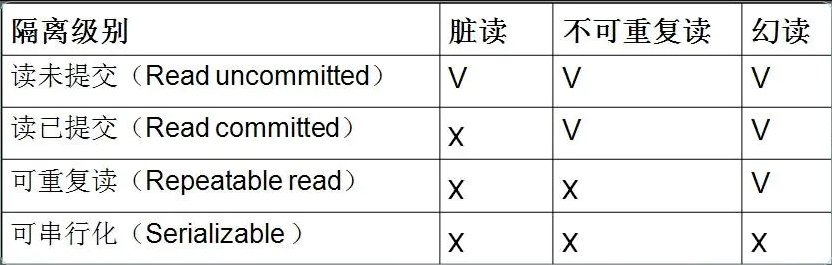 隔离级别 脏读 不可重复读 幻读
读未提交（Read uncommitted） V V V
读已提交（Read committed） x V V
可重复读（Repeatable read） x x V
可串行化（Serializable ） x x x